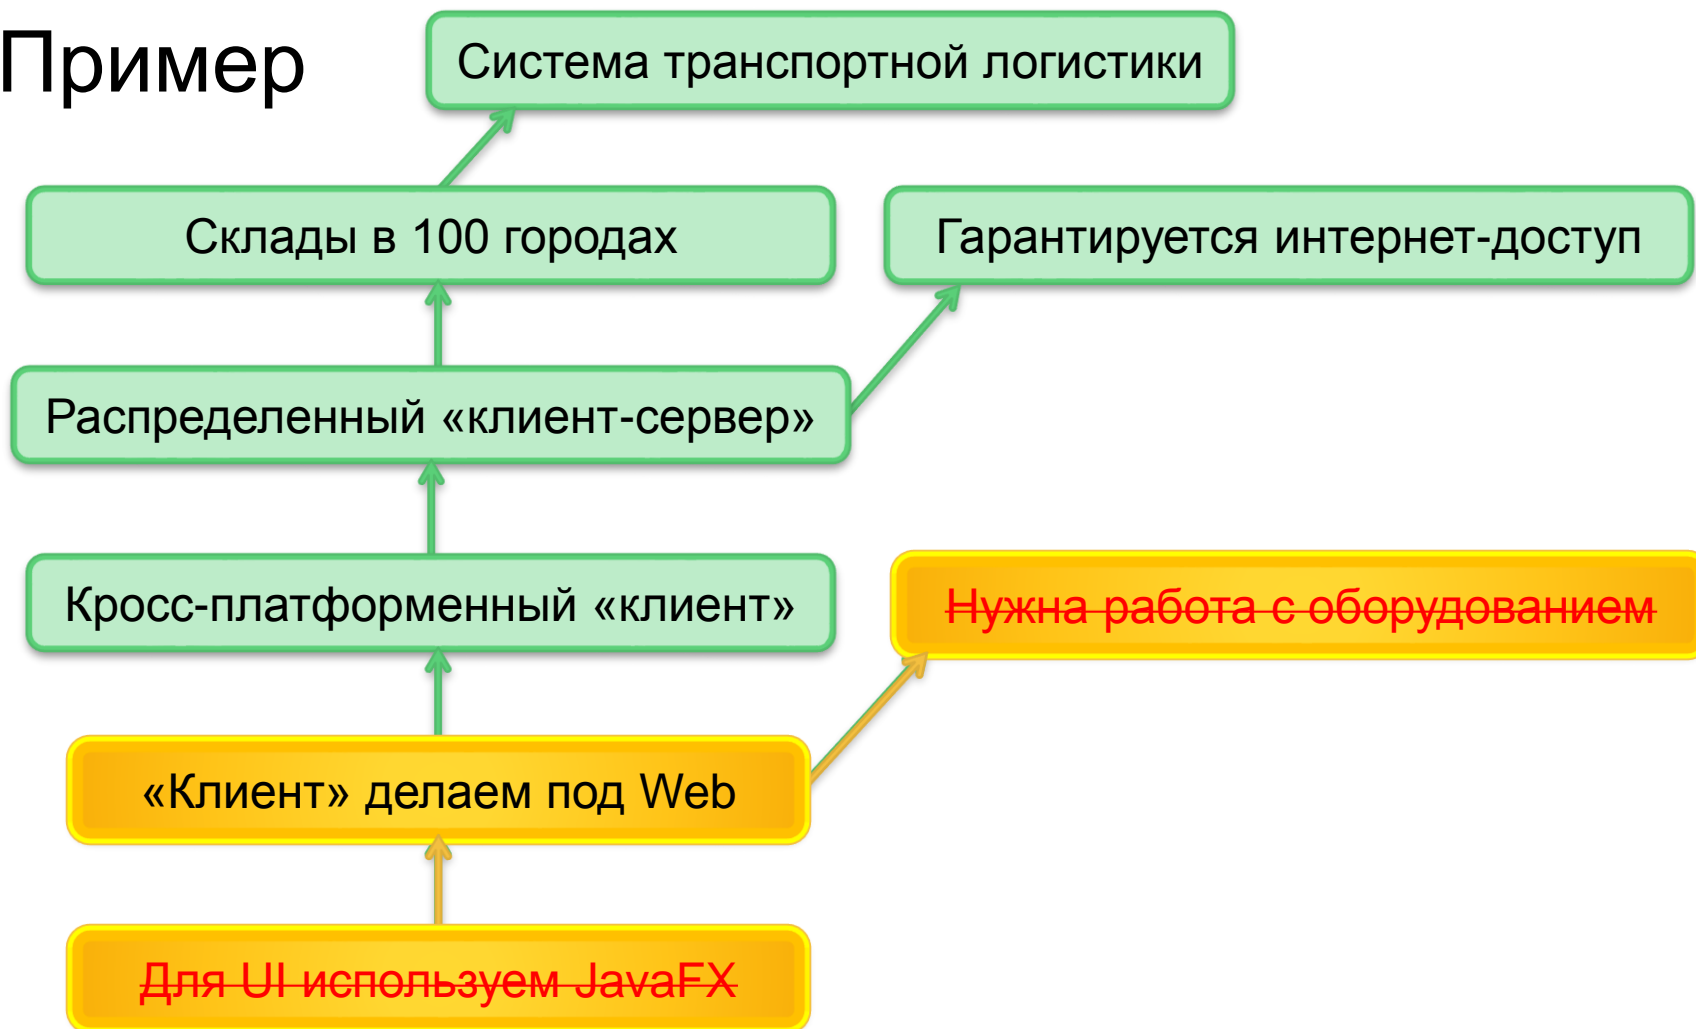 Пример
Система транспортной логистики
Склады в 100 городах
Гарантируется интернет-доступ
Распределенный «клиент-сервер»
Кросс-платформенный «клиент»
Нужна работа с оборудованием
«Клиент» делаем под Web
Для UI используем JavaFX